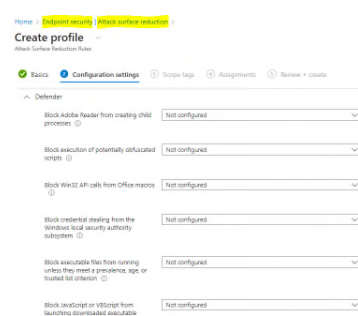 Home > Endpoint security | Attack surface reduction >
Create profile ...
Attack Surface Reduction Rules
Basics 2 Configuration settings 3 Scope tags 4 Assignments 5 Review + create
Defender
Block Adobe Reader from creating child Not configured
processes
Block execution of potentially obfuscated Not configured
scripts
Block Win32 API calls from Office macros Not configured
Block credential stealing from the Not configured
Windows local security authority
subsystem
Block executable files from running Not configured
unless they meet a prevalence, age, or
trusted list criterion
Block JavaScript or VBScript from Not configured
launching downloaded executable